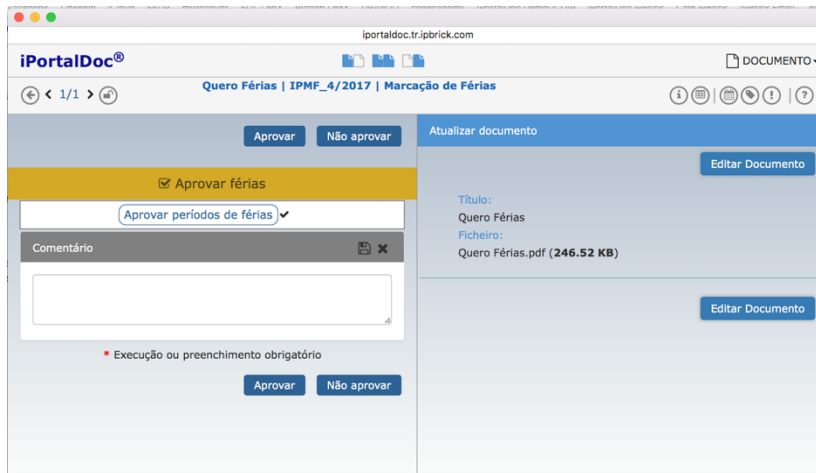 iportaldoc.tr.ipbrick.com
iPortalDoc®
DOCUMENTO
1/1
Quero Férias | IPMF_4/2017 | Marcação de Férias
Aprovar Não aprovar
Aprovar férias
Aprovar períodos de férias
Comentário
* Execução ou preenchimento obrigatório
Aprovar Não aprovar
Atualizar documento
Editar Documento
Título:
Quero Férias
Ficheiro:
Quero Férias.pdf (246.52 KB)
Editar Documento